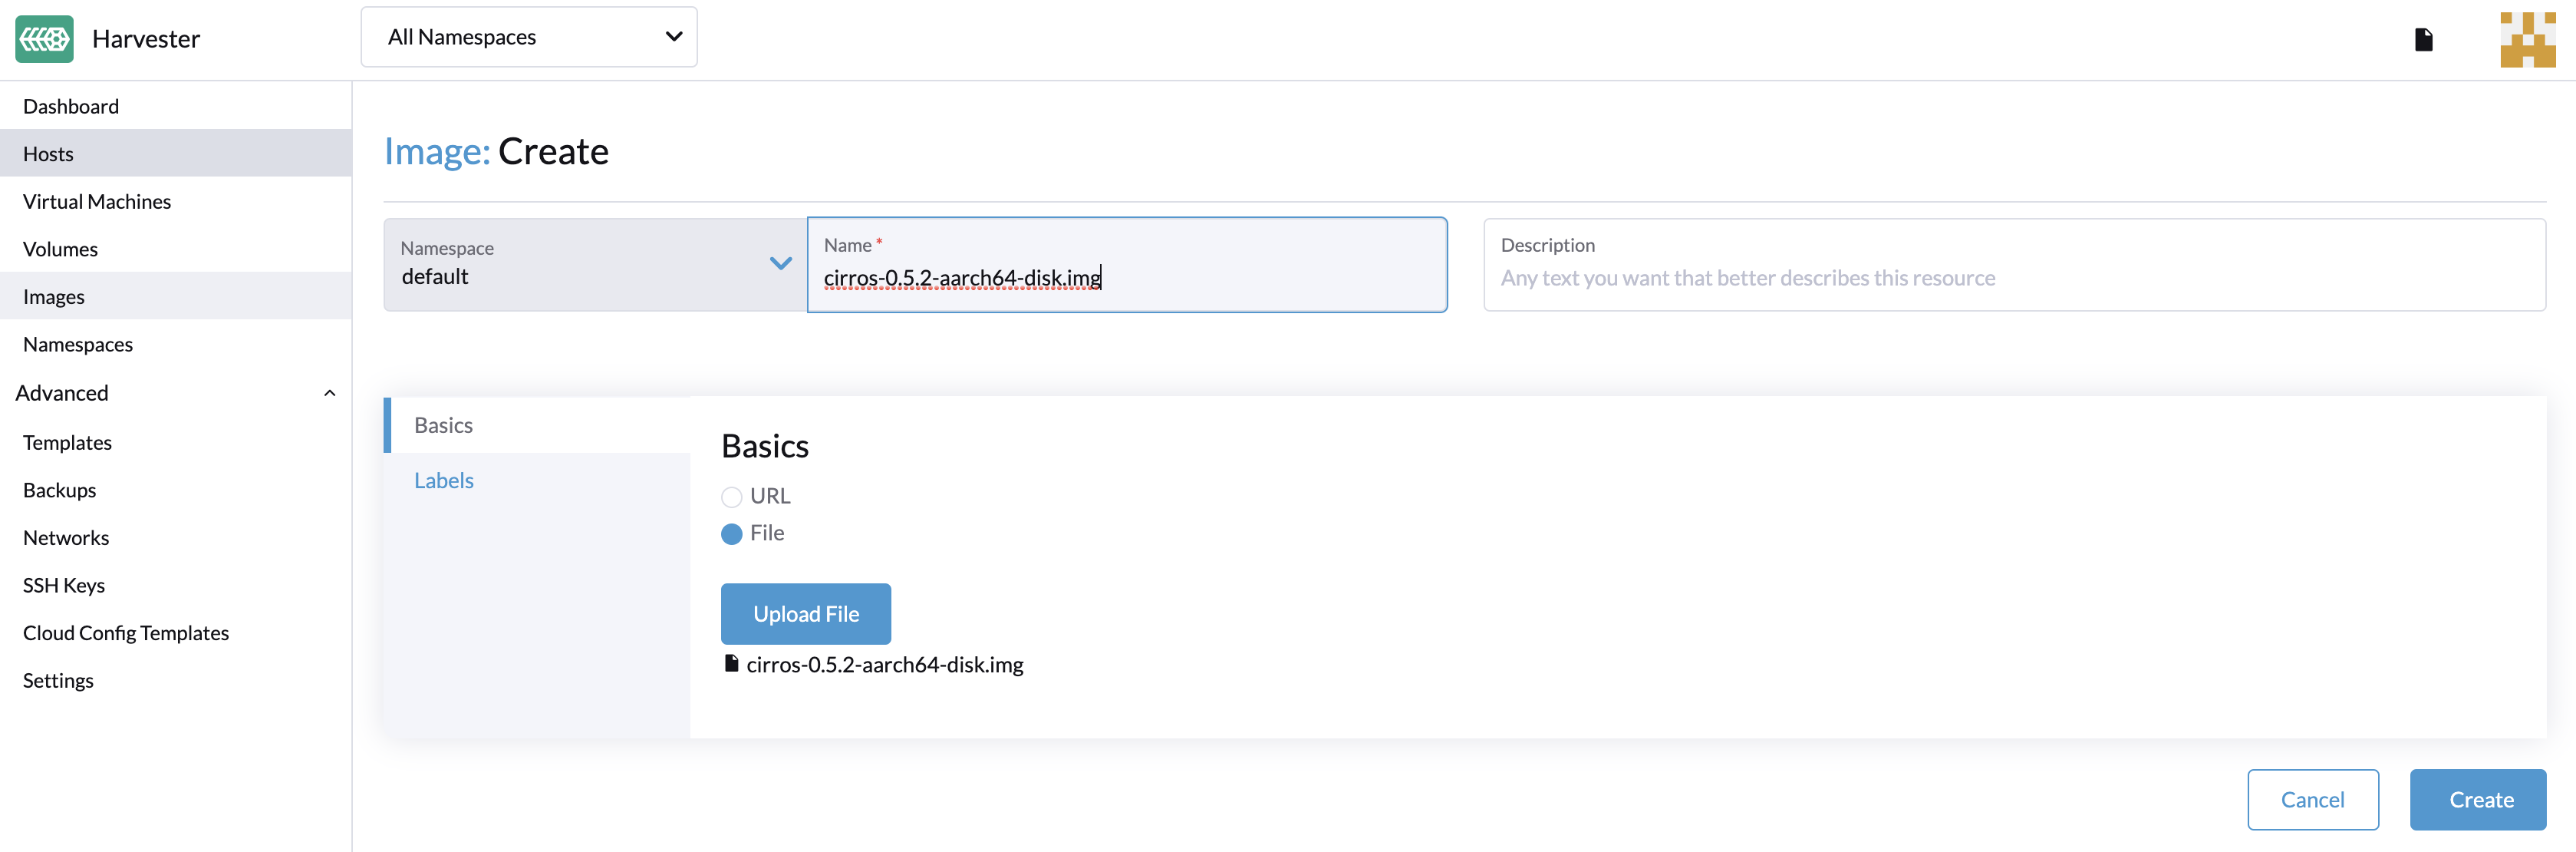 Harvester
All Namespaces
Dashboard
Hosts
Virtual Machines
Volumes
Images
Namespaces
Advanced
Templates
Backups
Networks
SSH Keys
Cloud Config Templates
Settings
Image: Create
Namespace
default
Name *
cirros-0.5.2-aarch64-disk.img
Description
Any text you want that better describes this resource
Basics
Labels
Basics
URL
File
Upload File
cirros-0.5.2-aarch64-disk.img
Cancel
Create